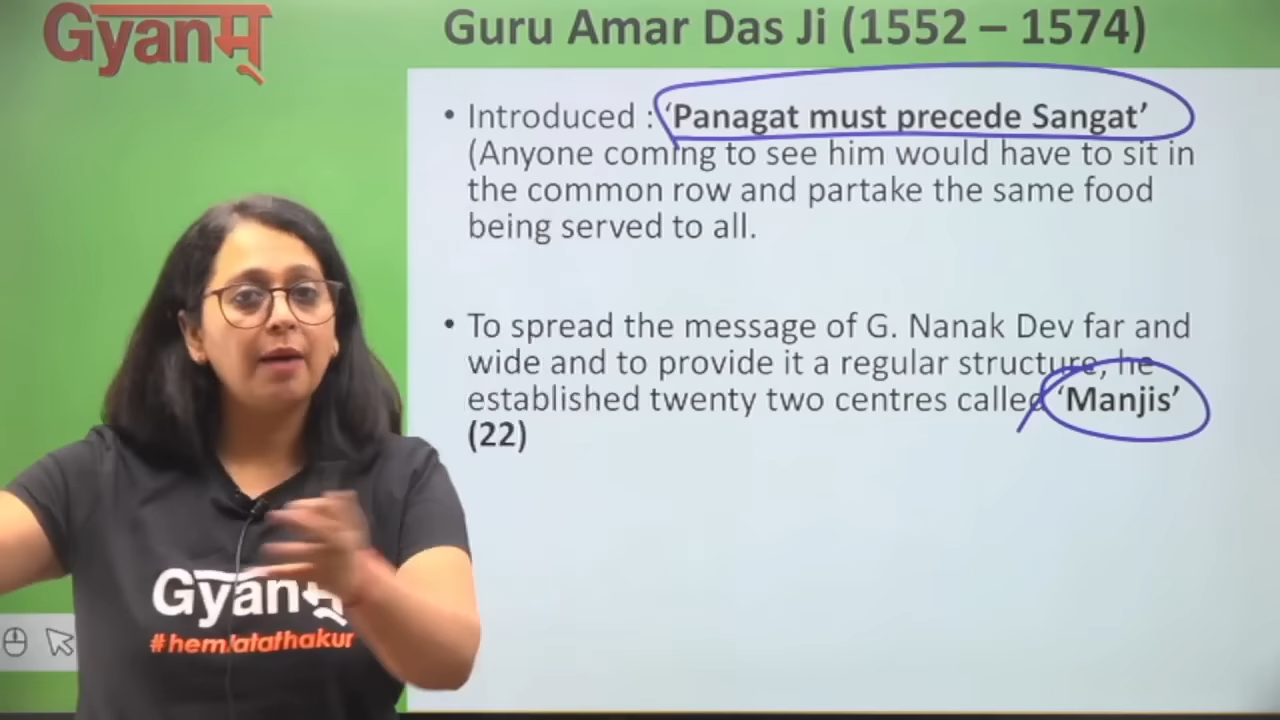 Gyanम्
Guru Amar Das Ji (1552 – 1574)
• Introduced : ‘Panagat must precede Sangat’
(Anyone coming to see him would have to sit in
the common row and partake the same food
being served to all.
• To spread the message of G. Nanak Dev far and
wide and to provide it a regular structure, he
established twenty two centres called ‘Manjis’
(22)
Gyanम्
#hemlatathakur